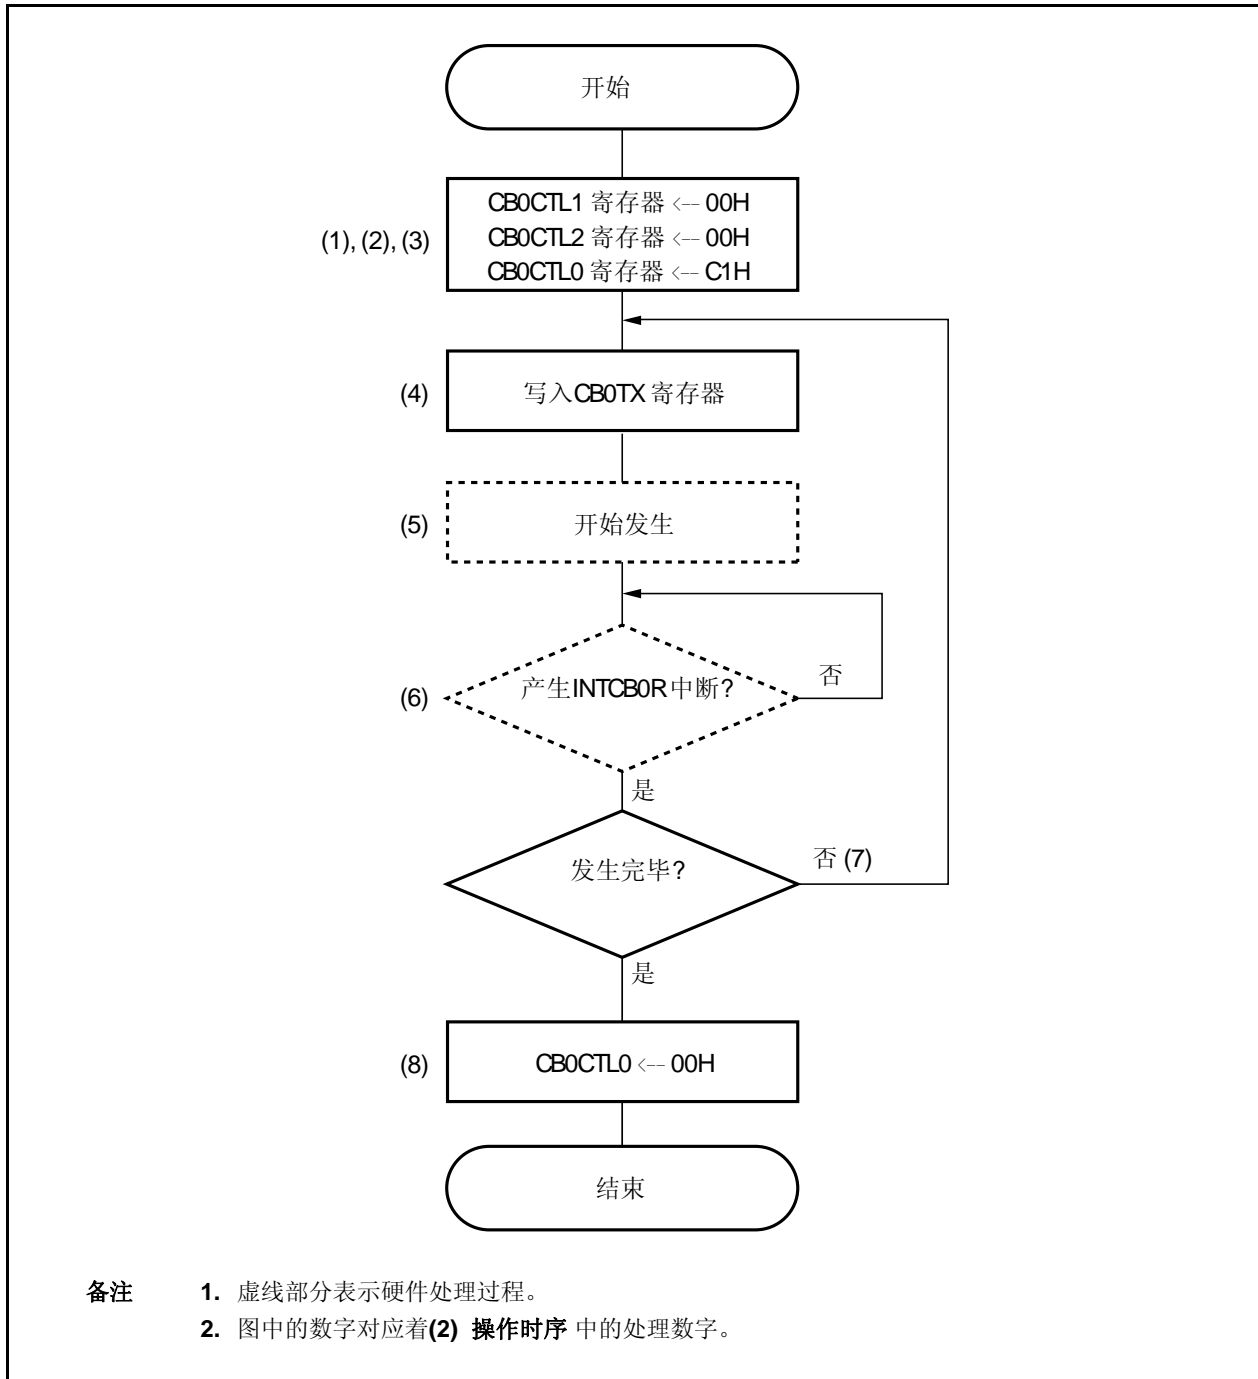 开始
CB0CTL1 寄存器 <-- 00H
(1), (2), (3) CB0CTL2 寄存器 <-- 00H
CB0CTL0 寄存器 <-- C1H
(4) 写入CB0TX 寄存器
(5) 开始发生
(6) 产生INTCB0R 中断? 否
是
发生完毕? 否 (7)
是
(8) CB0CTL0 <-- 00H
结束
备注 1. 虚线部分表示硬件处理过程。
2. 图中的数字对应着(2) 操作时序 中的处理数字。